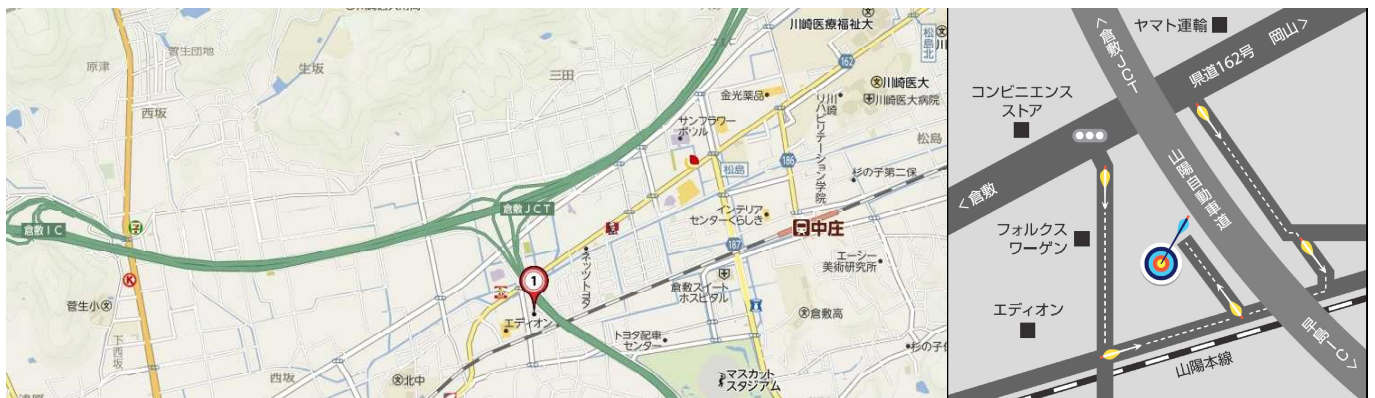 川崎医療福祉大
松島北
菅生団地
原津
生坂
三田
162
川崎医大
川崎医大病院
金光薬品
川崎
リハビリテーション学院
西坂
サンフラワー
ボウル
松島
186
松島
杉の子第二保
倉敷JCT
インテリア
センターくらしき
中庄
倉敷IC
187
エーシー
美術研究所
ネッツトヨタ
菅生小
1
倉敷スイート
ホスピタル
エディオン
倉敷高
トヨタ配車
センター
下西坂
西坂
北中
マスカット
スタジアム
ヤマト運輸
<倉敷JCT
県道162号 岡山>
コンビニエンス
ストア
山陽自動車道
<倉敷
フォルクス
ワーゲン
エディオン
早島IC>
山陽本線